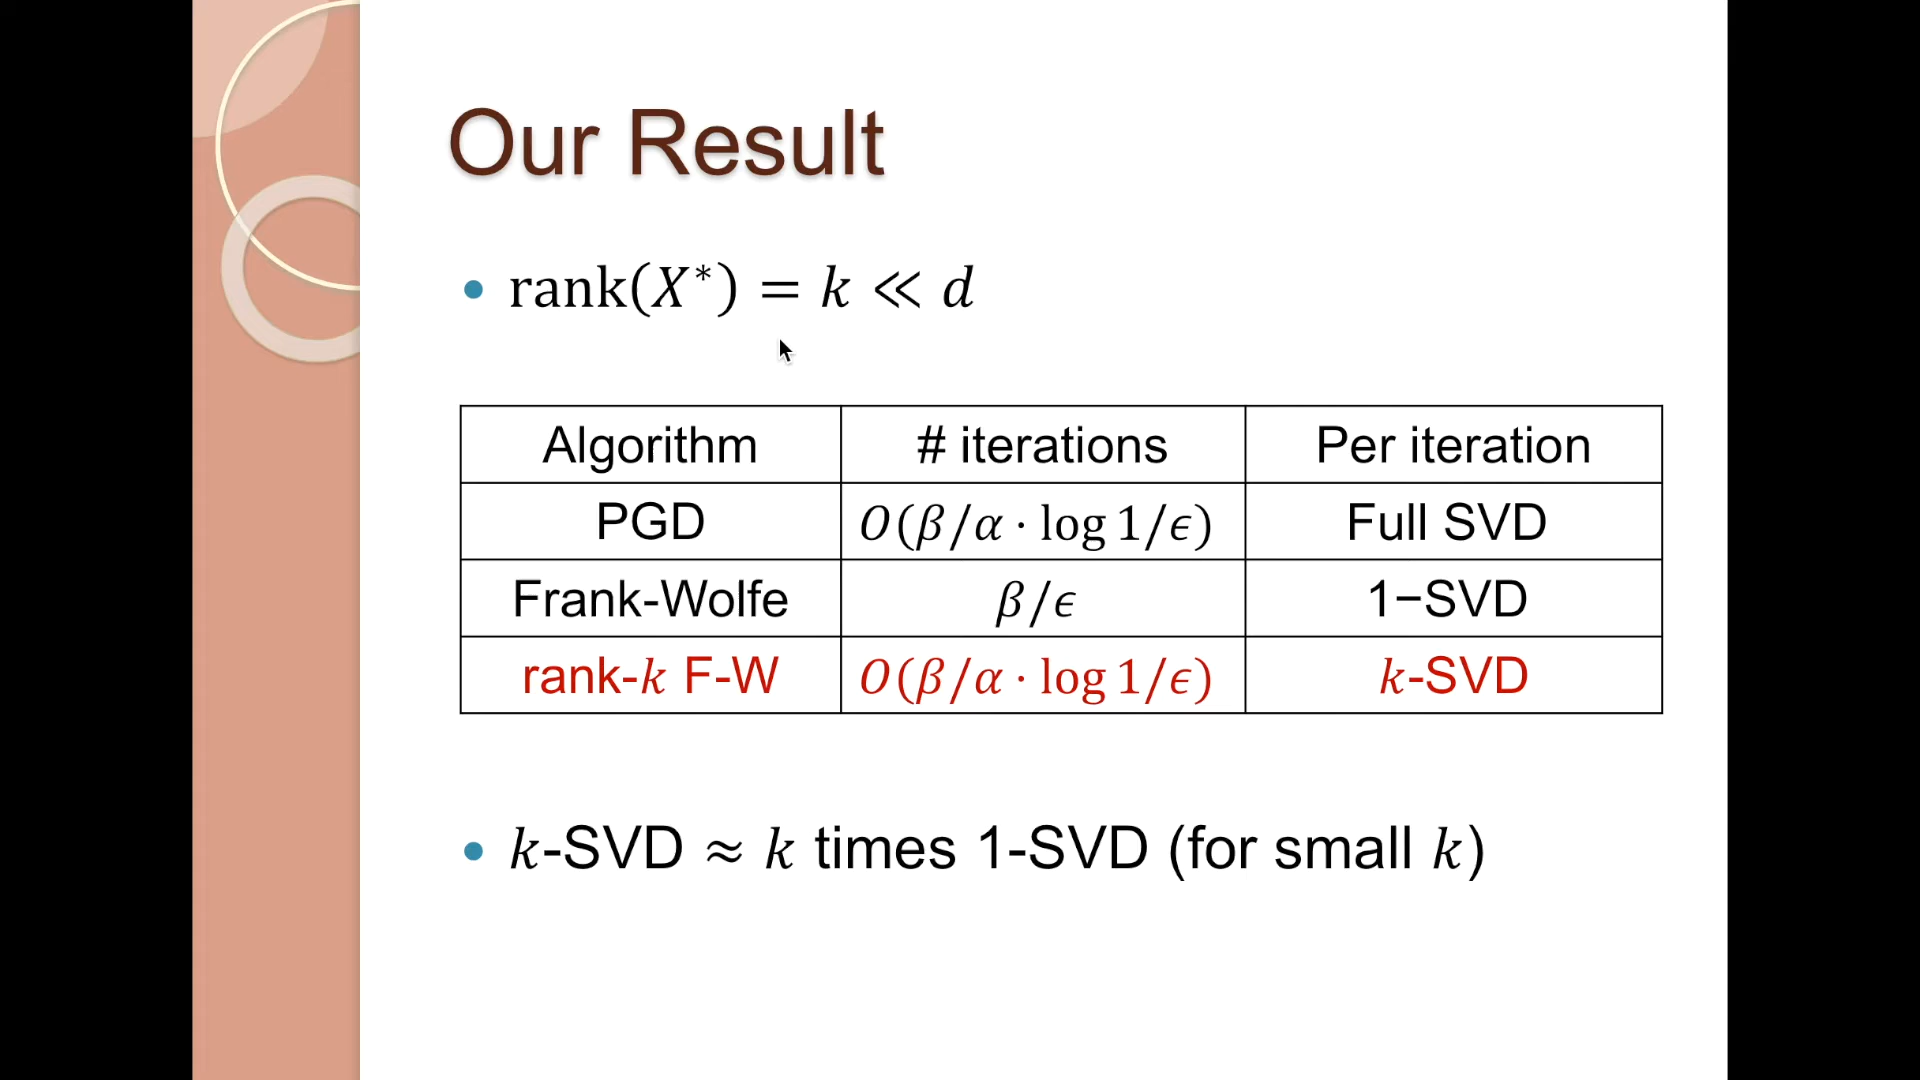 Our Result
• rank(X*) = k ≪ d
Algorithm # iterations Per iteration
PGD O(β/α · log 1/ϵ) Full SVD
Frank-Wolfe β/ϵ 1−SVD
rank-k F-W O(β/α · log 1/ϵ) k-SVD
• k-SVD ≈ k times 1-SVD (for small k)